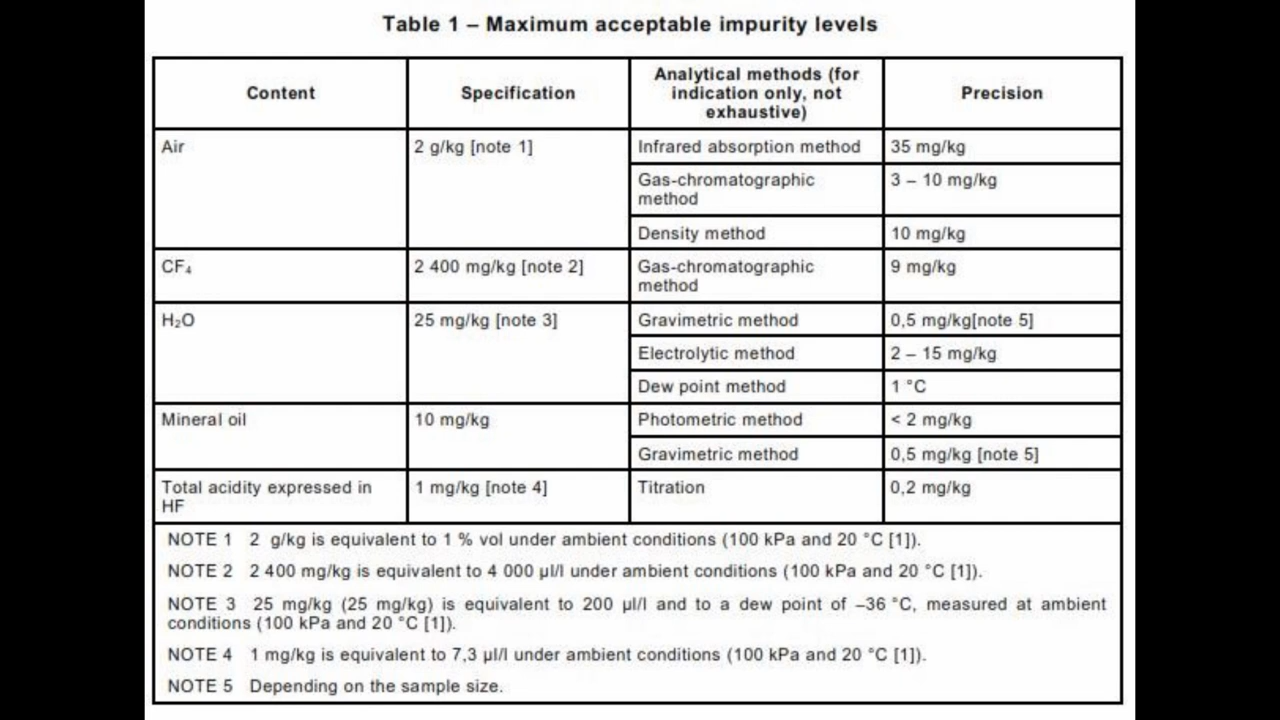 Table 1 – Maximum acceptable impurity levels
Content
Specification
Analytical methods (for
indication only, not
exhaustive)
Precision
Air
2 g/kg [note 1]
Infrared absorption method
35 mg/kg
Gas-chromatographic
method
3 – 10 mg/kg
Density method
10 mg/kg
CF₄
2 400 mg/kg [note 2]
Gas-chromatographic
method
9 mg/kg
H₂O
25 mg/kg [note 3]
Gravimetric method
0,5 mg/kg[note 5]
Electrolytic method
2 – 15 mg/kg
Dew point method
1 °C
Mineral oil
10 mg/kg
Photometric method
< 2 mg/kg
Gravimetric method
0,5 mg/kg [note 5]
Total acidity expressed in
HF
1 mg/kg [note 4]
Titration
0,2 mg/kg
NOTE 1 2 g/kg is equivalent to 1 % vol under ambient conditions (100 kPa and 20 °C [1]).
NOTE 2 2 400 mg/kg is equivalent to 4 000 µl/l under ambient conditions (100 kPa and 20 °C [1]).
NOTE 3 25 mg/kg (25 mg/kg) is equivalent to 200 µl/l and to a dew point of –36 °C, measured at ambient
conditions (100 kPa and 20 °C [1]).
NOTE 4 1 mg/kg is equivalent to 7,3 µl/l under ambient conditions (100 kPa and 20 °C [1]).
NOTE 5 Depending on the sample size.